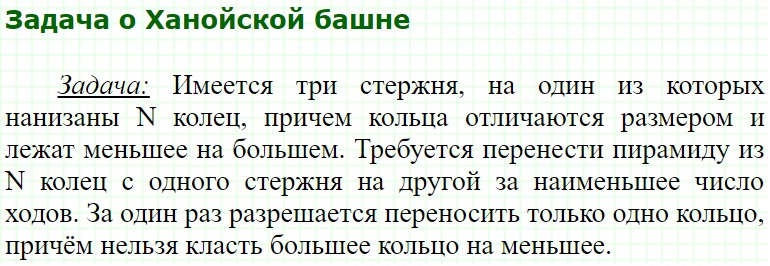 Задача о Ханойской башне
Задача: Имеется три стержня, на один из которых
нанизаны N колец, причем кольца отличаются размером и
лежат меньшее на большем. Требуется перенести пирамиду из
N колец с одного стержня на другой за наименьшее число
ходов. За один раз разрешается переносить только одно кольцо,
причём нельзя класть большее кольцо на меньшее.